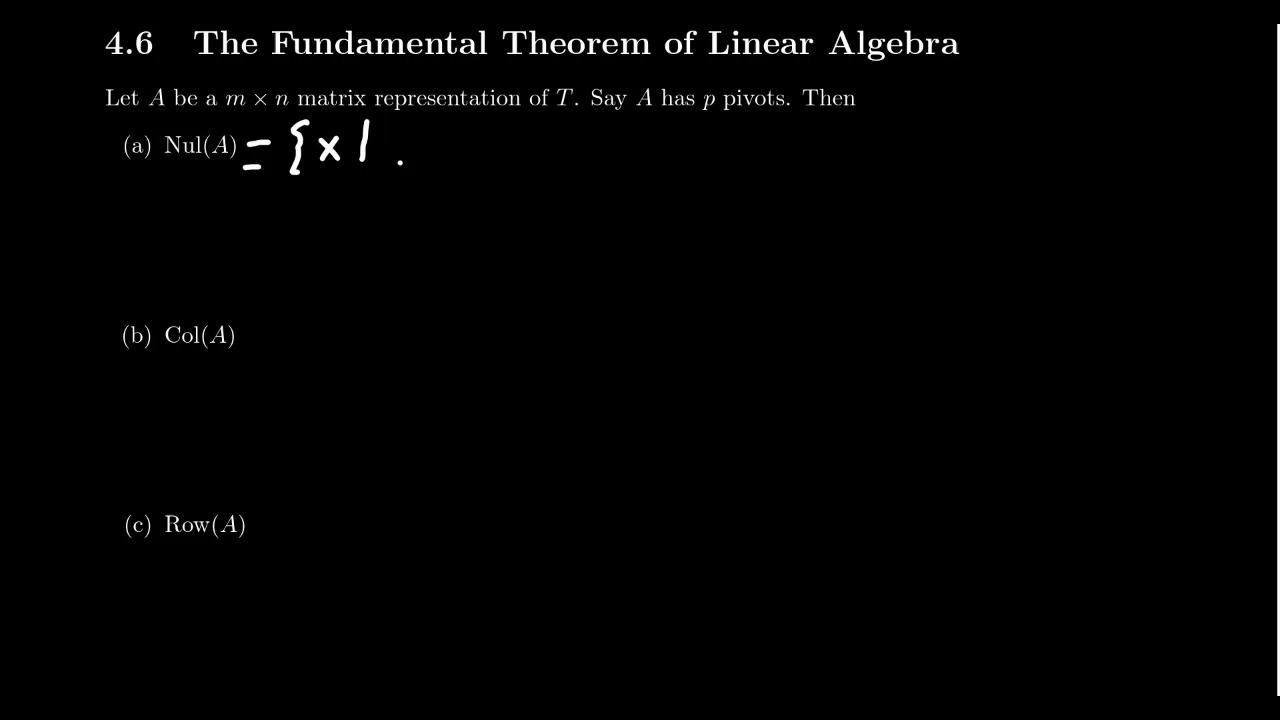 4.6 The Fundamental Theorem of Linear Algebra
Let A be a m × n matrix representation of T. Say A has p pivots. Then
(a) Nul(A) = {x| .
(b) Col(A)
(c) Row(A)